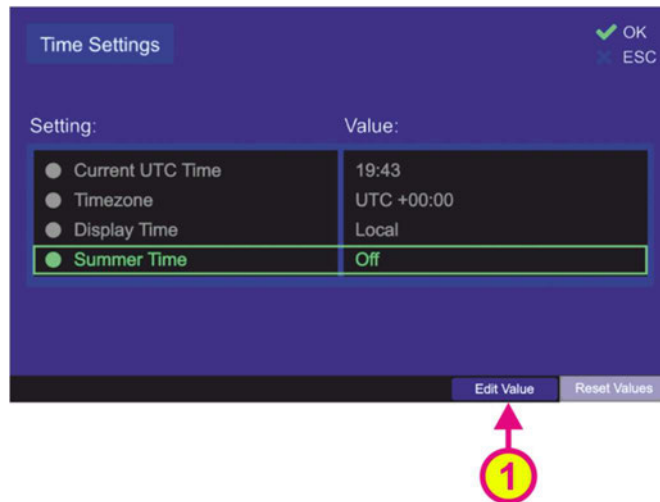 Time Settings
OK
ESC
Setting: Value:
Current UTC Time 19:43
Timezone UTC +00:00
Display Time Local
Summer Time Off
Edit Value Reset Values
1